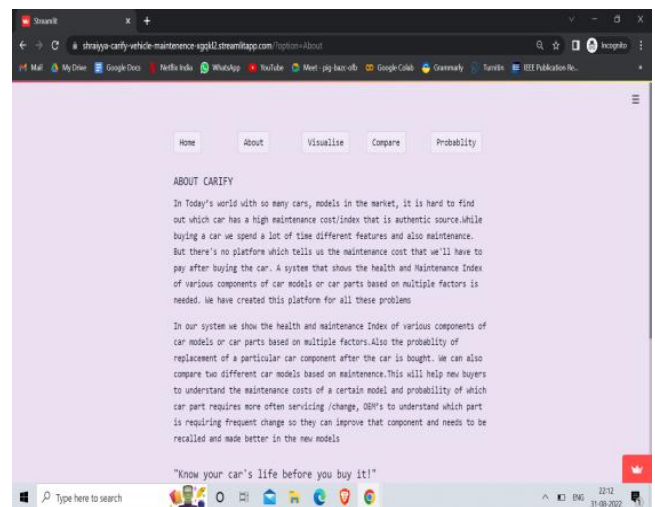 Streamlit
shraiyya-carify-vehicle-maintenence-xgqkl2.streamlitapp.com/?option=About
Incognito
Mail My Drive Google Docs Netflix India WhatsApp YouTube Meet - pig-bazc-ofb Google Colab Grammarly Turnitin IEEE Publication Re...
Home About Visualise Compare Probablity
ABOUT CARIFY
In Today's world with so many cars, models in the market, it is hard to find
out which car has a high maintenance cost/index that is authentic source.While
buying a car we spend a lot of time different features and also maintenance.
But there's no platform which tells us the maintenance cost that we'll have to
pay after buying the car. A system that shows the health and Maintenance Index
of various components of car models or car parts based on multiple factors is
needed. We have created this platform for all these problems
In our system we show the health and maintenance Index of various components of
car models or car parts based on multiple factors.Also the probablity of
replacement of a particular car component after the car is bought. We can also
compare two different car models based on maintenence.This will help new buyers
to understand the maintenance costs of a certain model and probability of which
car part requires more often servicing /change, OEM's to understand which part
is requiring frequent change so they can improve that component and needs to be
recalled and made better in the new models
"Know your car's life before you buy it!"
Type here to search
ENG
22:12
31-08-2022